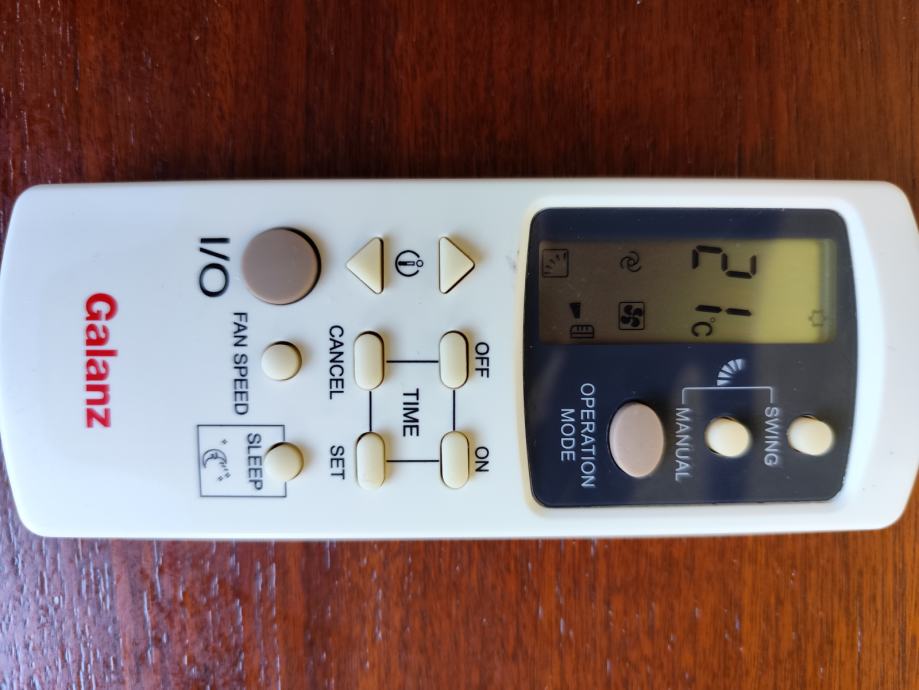 21°C
SWING
MANUAL
OPERATION
MODE
OFF ON
TIME
CANCEL SET
I/O
FAN SPEED
SLEEP
Galanz